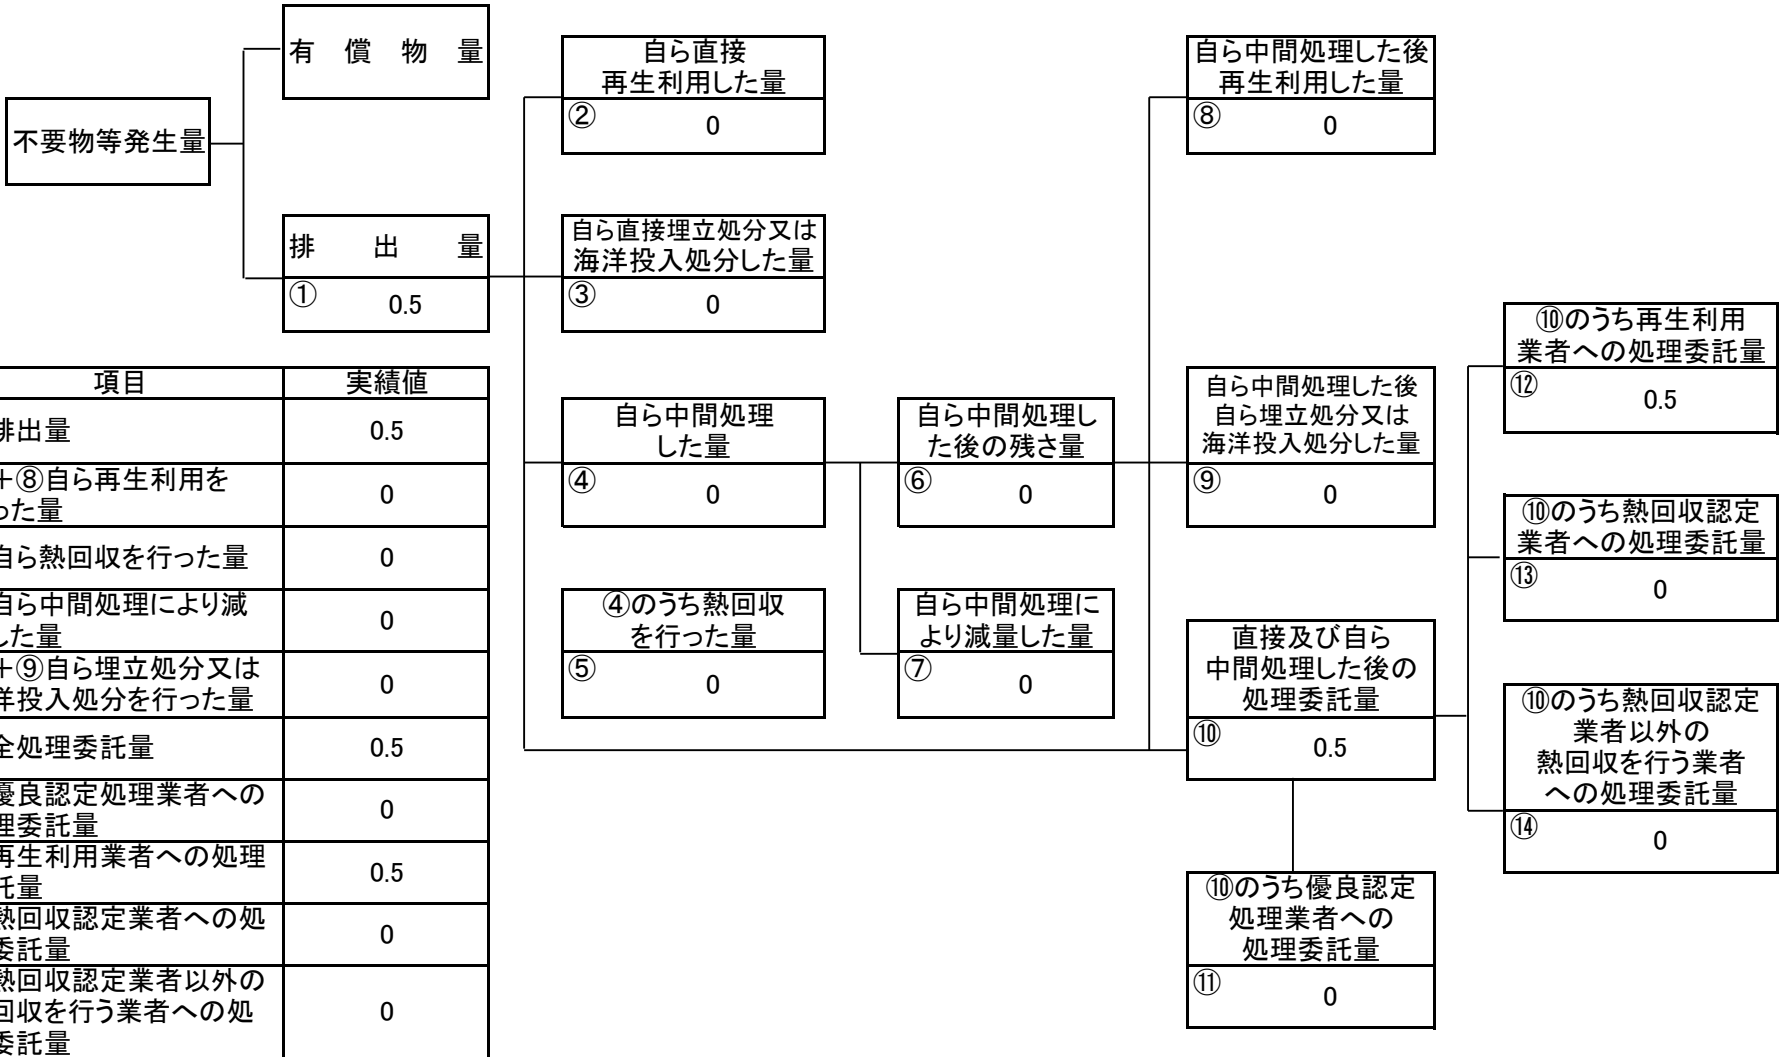 有 償 物 量
不要物等発生量
排 出 量
① 0.5
自ら直接
再生利用した量
② 0
自ら直接埋立処分又は
海洋投入処分した量
③ 0
自ら中間処理
した量
④ 0
④のうち熱回収
を行った量
⑤ 0
自ら中間処理し
た後の残さ量
⑥ 0
自ら中間処理に
より減量した量
⑦ 0
自ら中間処理した後
再生利用した量
⑧ 0
自ら中間処理した後
自ら埋立処分又は
海洋投入処分した量
⑨ 0
直接及び自ら
中間処理した後の
処理委託量
⑩ 0.5
⑩のうち優良認定
処理業者への
処理委託量
⑪ 0
⑩のうち再生利用
業者への処理委託量
⑫ 0.5
⑩のうち熱回収認定
業者への処理委託量
⑬ 0
⑩のうち熱回収認定
業者以外の
熱回収を行う業者
への処理委託量
⑭ 0
項目 実績値
排出量 0.5
+⑧自ら再生利用を
った量 0
自ら熱回収を行った量 0
自ら中間処理により減
した量 0
+⑨自ら埋立処分又は
洋投入処分を行った量 0
全処理委託量 0.5
優良認定処理業者への
理委託量 0
再生利用業者への処理
託量 0.5
熱回収認定業者への処
委託量 0
熱回収認定業者以外の
回収を行う業者への処
委託量 0